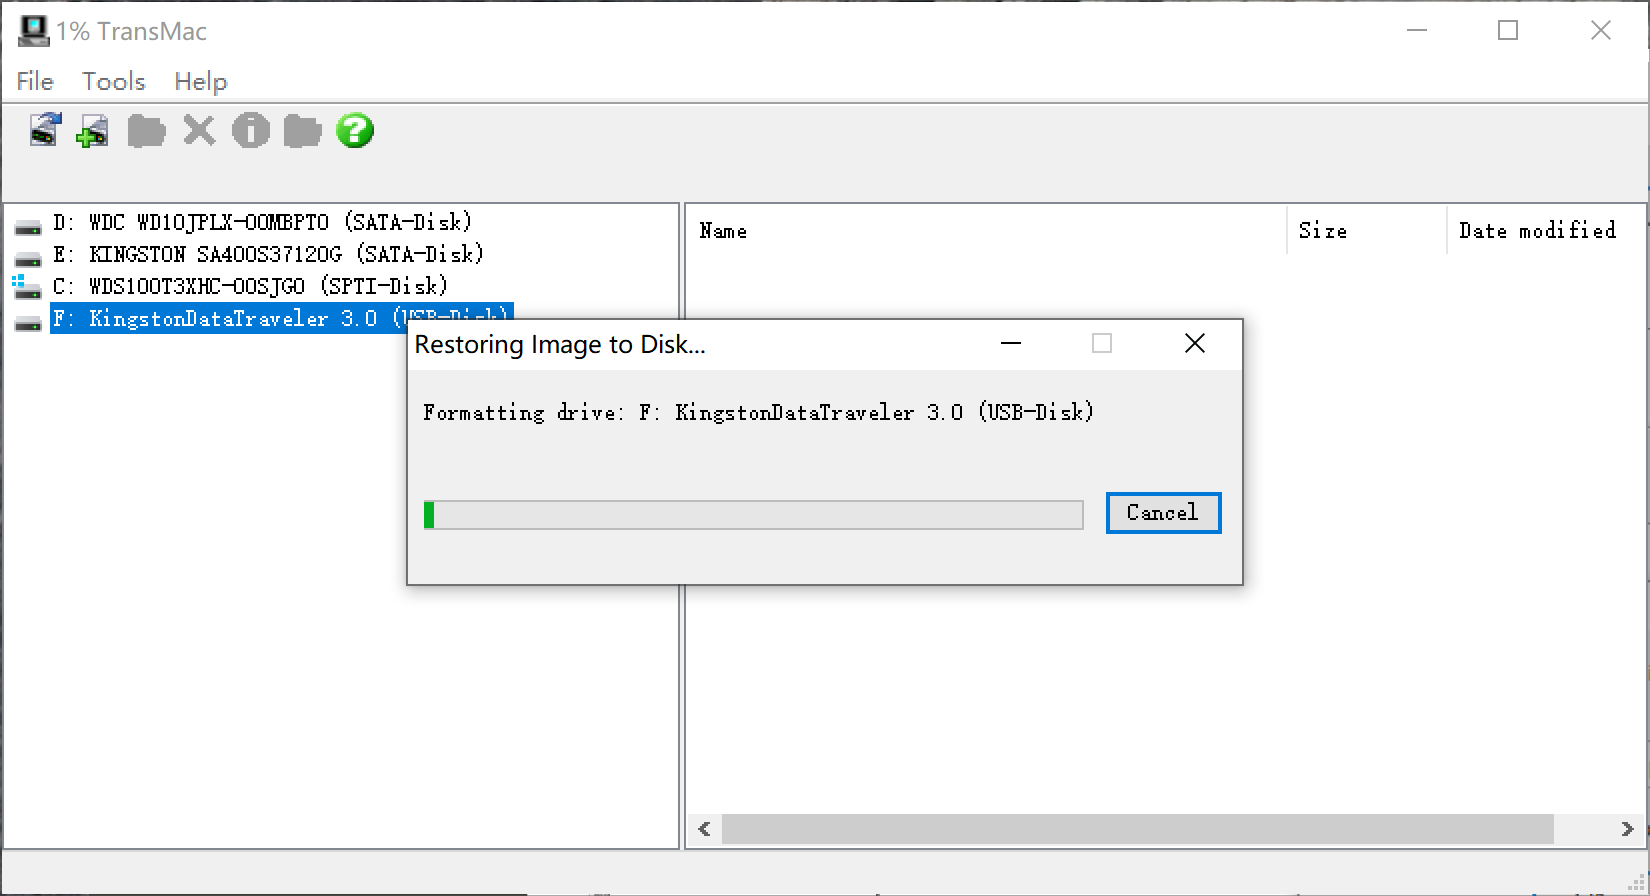 1% TransMac
File Tools Help
D: WDC WD10JPLX-00MBPT0 (SATA-Disk)
E: KINGSTON SA400S37120G (SATA-Disk)
C: WDS100T3XHC-00SJG0 (SPTI-Disk)
F: KingstonDataTraveler 3.0 (USB-Disk)
Name Size Date modified
Restoring Image to Disk...
Formatting drive: F: KingstonDataTraveler 3.0 (USB-Disk)
Cancel